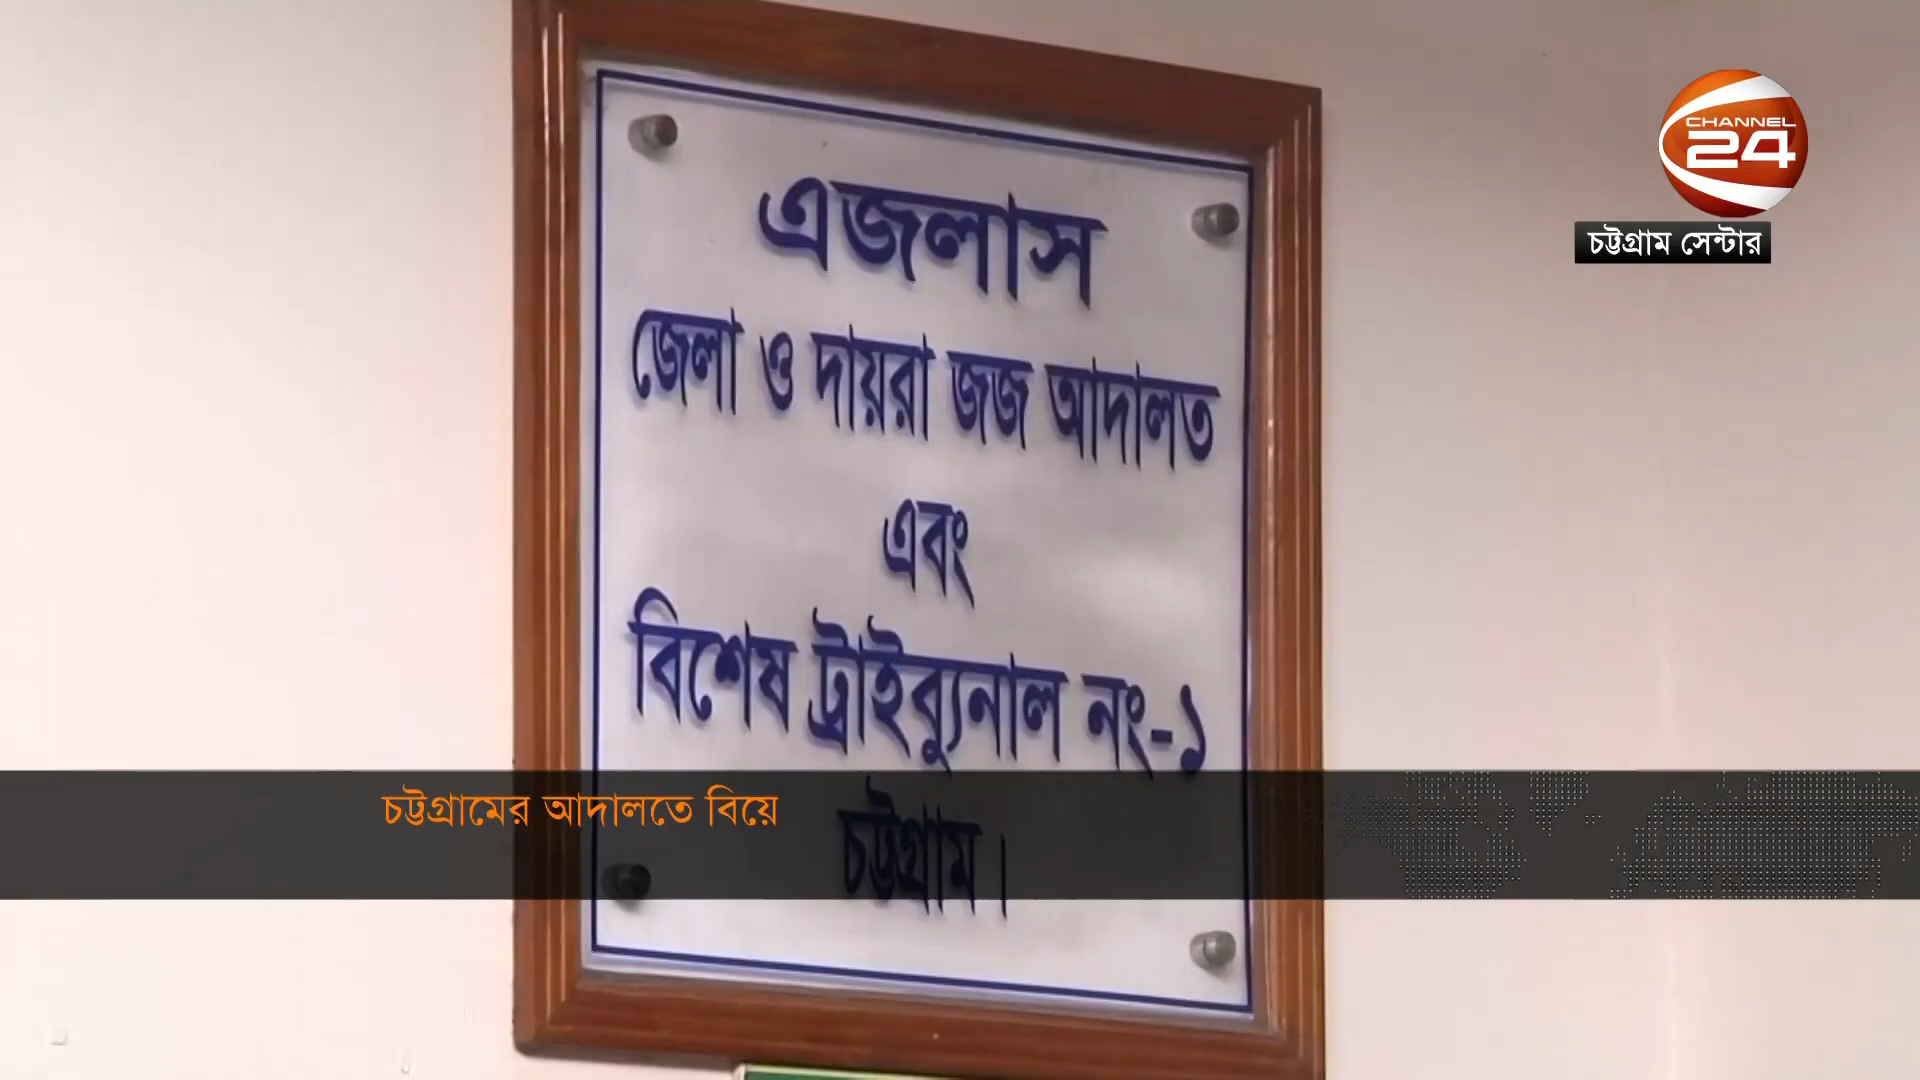 CHANNEL
24
চট্টগ্রাম সেন্টার
এজলাস
জেলা ও দায়রা জজ আদালত
এবং
বিশেষ ট্রাইব্যুনাল নং-১
চট্টগ্রাম।
চট্টগ্রামের আদালতে বিয়ে